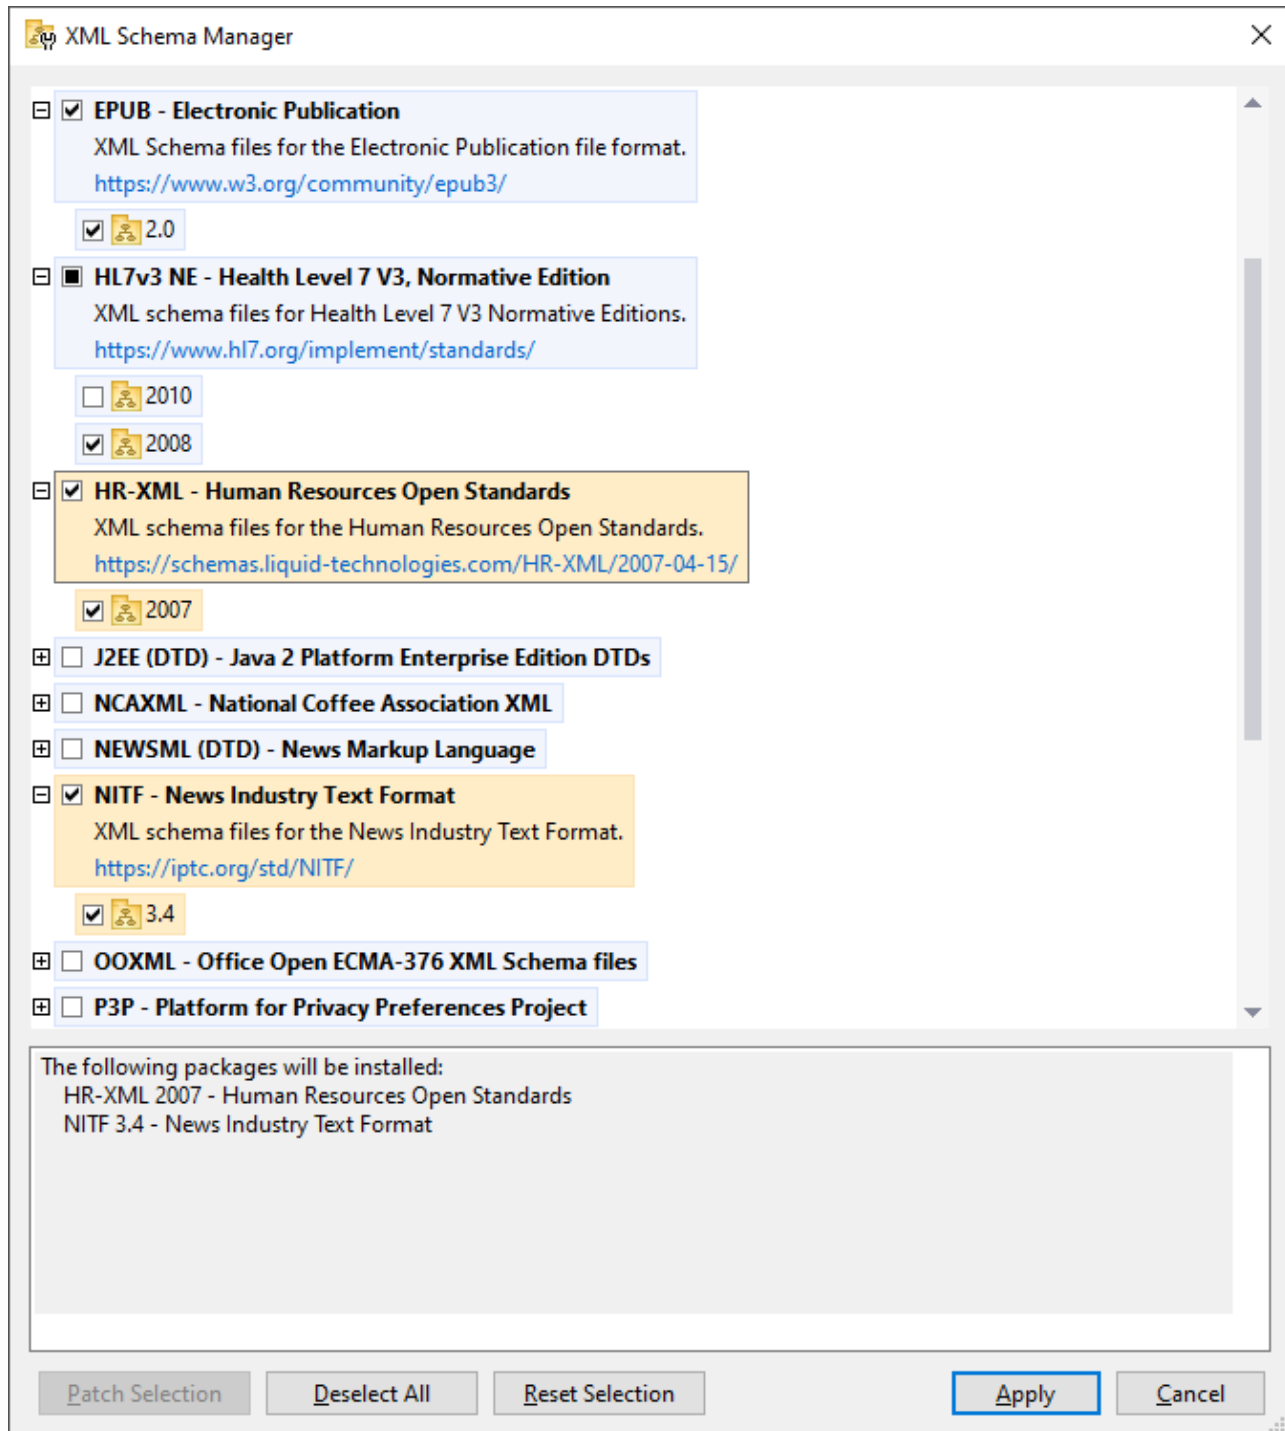 XML Schema Manager
EPUB - Electronic Publication
XML Schema files for the Electronic Publication file format.
https://www.w3.org/community/epub3/
2.0
HL7v3 NE - Health Level 7 V3, Normative Edition
XML schema files for Health Level 7 V3 Normative Editions.
https://www.hl7.org/implement/standards/
2010
2008
HR-XML - Human Resources Open Standards
XML schema files for the Human Resources Open Standards.
https://schemas.liquid-technologies.com/HR-XML/2007-04-15/
2007
J2EE (DTD) - Java 2 Platform Enterprise Edition DTDs
NCAXML - National Coffee Association XML
NEWSML (DTD) - News Markup Language
NITF - News Industry Text Format
XML schema files for the News Industry Text Format.
https://iptc.org/std/NITF/
3.4
OOXML - Office Open ECMA-376 XML Schema files
P3P - Platform for Privacy Preferences Project
The following packages will be installed:
HR-XML 2007 - Human Resources Open Standards
NITF 3.4 - News Industry Text Format
Patch Selection Deselect All Reset Selection Apply Cancel